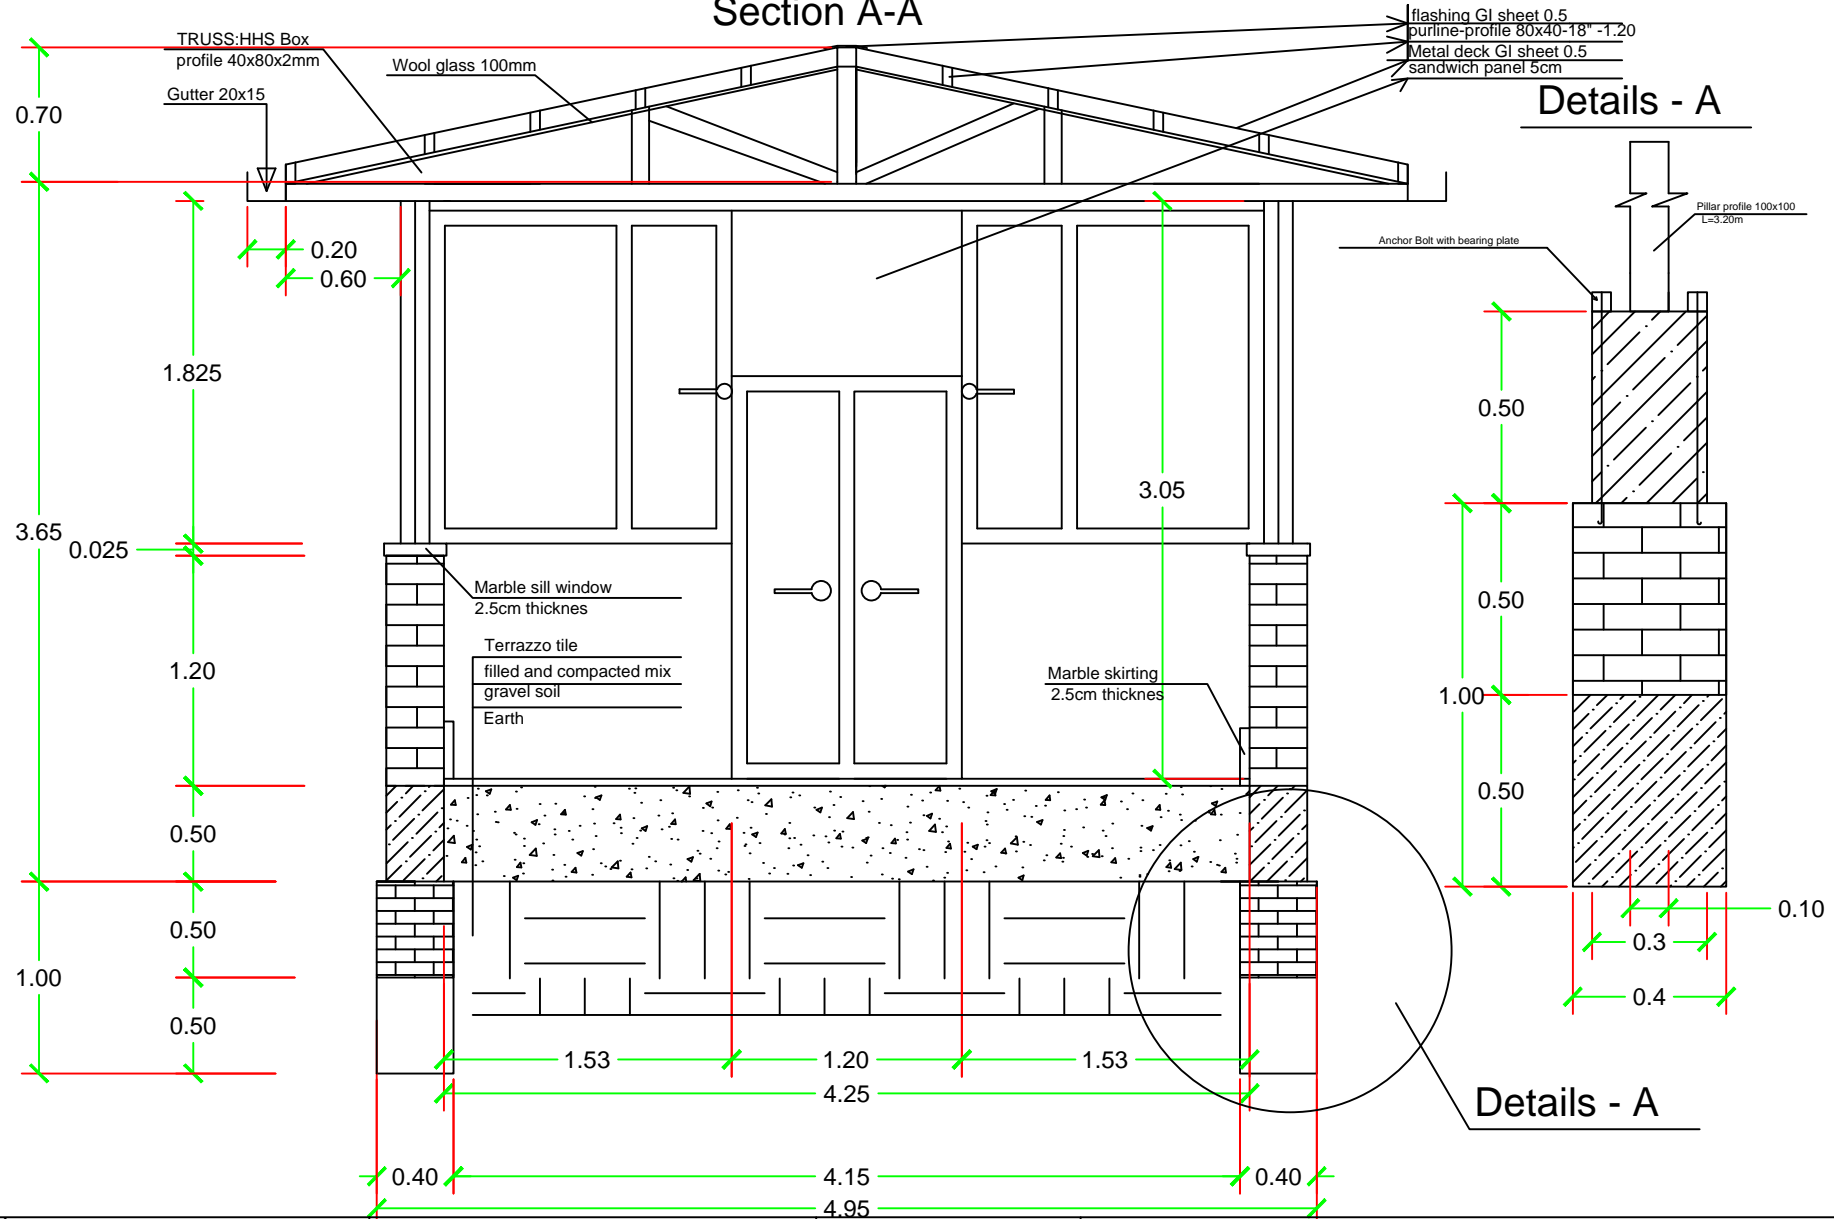 Section A-A
flashing GI sheet 0.5
purline-profile 80x40-18" -1.20
Metal deck GI sheet 0.5
sandwich panel 5cm
TRUSS:HHS Box
profile 40x80x2mm
Wool glass 100mm
Gutter 20x15
Details - A
0.70
Pillar profile 100x100
L=3.20m
Anchor Bolt with bearing plate
0.20
0.60
1.825
0.50
3.05
3.65
0.025
Marble sill window
2.5cm thicknes
0.50
Terrazzo tile
filled and compacted mix
gravel soil
Earth
Marble skirting
2.5cm thicknes
1.20
1.00
0.50
0.50
0.10
0.50
0.3
1.00
0.4
0.50
1.53
1.20
1.53
4.25
Details - A
0.40
4.15
0.40
4.95